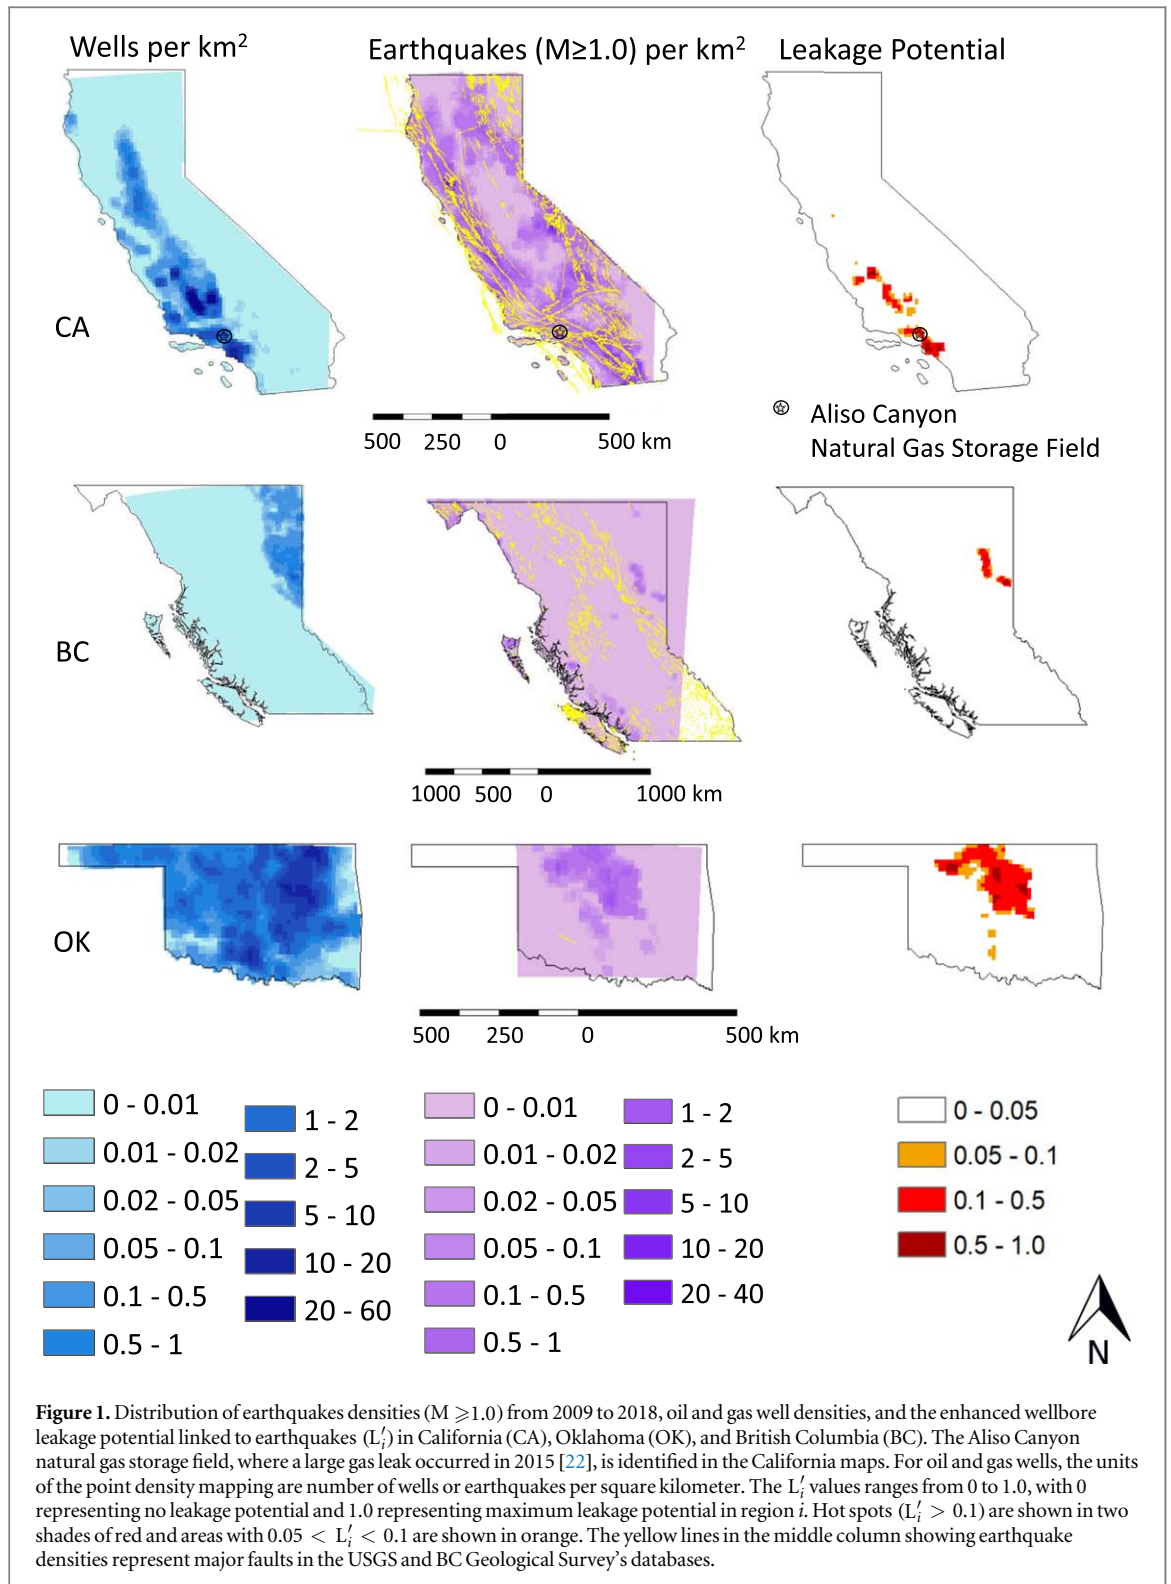 Wells per km²
Earthquakes (M≥1.0) per km²
Leakage Potential
CA
500 250 0 500 km
Aliso Canyon
Natural Gas Storage Field
BC
1000 500 0 1000 km
OK
500 250 0 500 km
0 - 0.01
0.01 - 0.02
0.02 - 0.05
0.05 - 0.1
0.1 - 0.5
0.5 - 1
1 - 2
2 - 5
5 - 10
10 - 20
20 - 60
0 - 0.01
0.01 - 0.02
0.02 - 0.05
0.05 - 0.1
0.1 - 0.5
0.5 - 1
1 - 2
2 - 5
5 - 10
10 - 20
20 - 40
0 - 0.05
0.05 - 0.1
0.1 - 0.5
0.5 - 1.0
N
Figure 1. Distribution of earthquakes densities (M ⩾1.0) from 2009 to 2018, oil and gas well densities, and the enhanced wellbore
leakage potential linked to earthquakes (L′ᵢ) in California (CA), Oklahoma (OK), and British Columbia (BC). The Aliso Canyon
natural gas storage field, where a large gas leak occurred in 2015 [22], is identified in the California maps. For oil and gas wells, the units
of the point density mapping are number of wells or earthquakes per square kilometer. The L′ᵢ values ranges from 0 to 1.0, with 0
representing no leakage potential and 1.0 representing maximum leakage potential in region i. Hot spots (L′ᵢ > 0.1) are shown in two
shades of red and areas with 0.05 < L′ᵢ < 0.1 are shown in orange. The yellow lines in the middle column showing earthquake
densities represent major faults in the USGS and BC Geological Survey's databases.